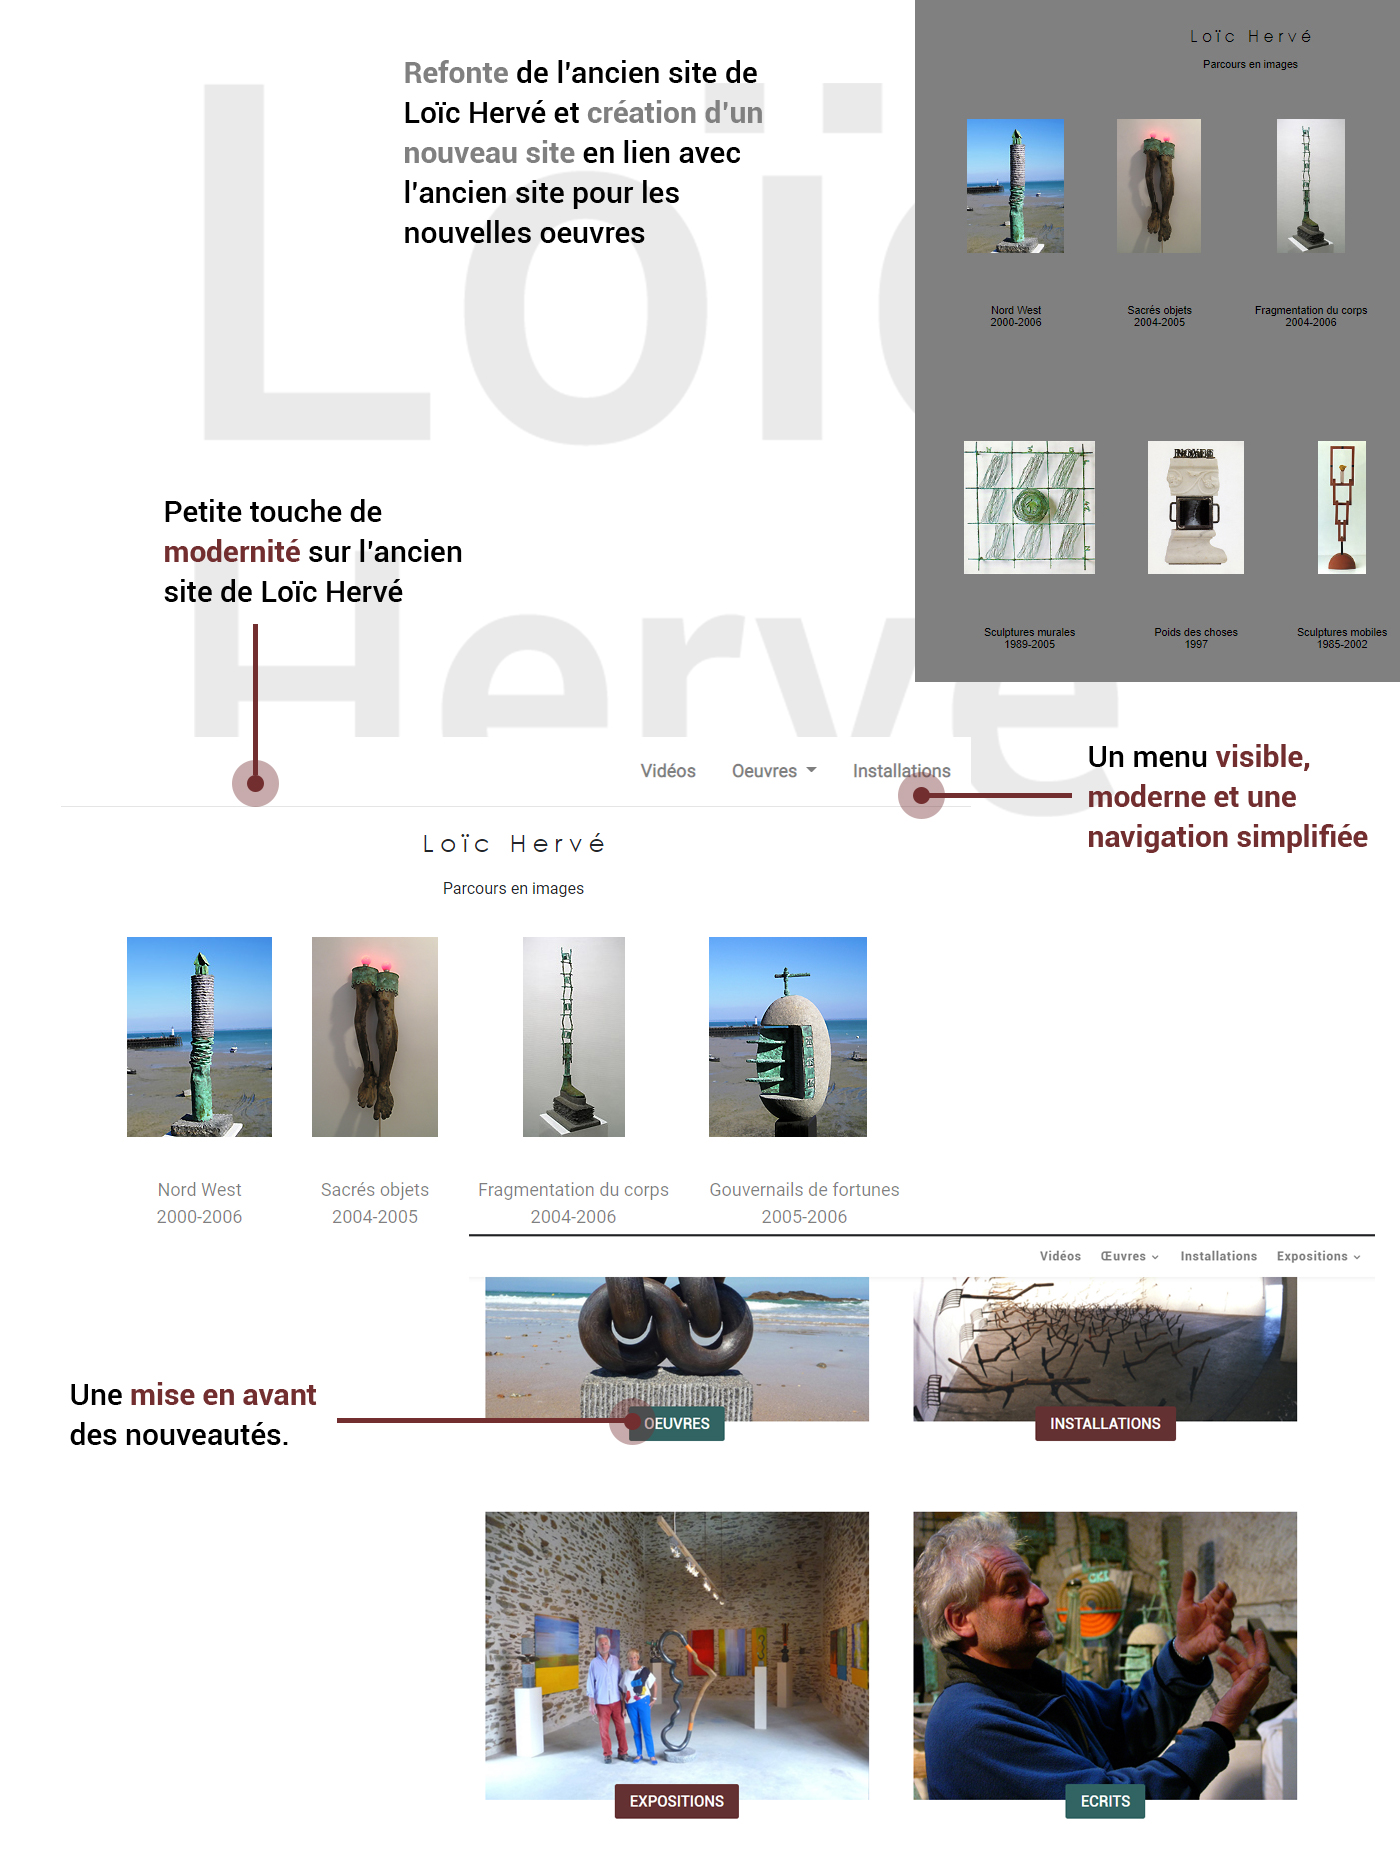 Loïc
Hervé
Refonte de l'ancien site de
Loïc Hervé et création d'un
nouveau site en lien avec
l'ancien site pour les
nouvelles oeuvres
Loïc Hervé
Parcours en images
Nord West
2000-2006
Sacrés objets
2004-2005
Fragmentation du corps
2004-2006
Sculptures murales
1989-2005
Poids des choses
1997
Sculptures mobiles
1985-2002
Petite touche de
modernité sur l'ancien
site de Loïc Hervé
Un menu visible,
moderne et une
navigation simplifiée
Vidéos Oeuvres Installations
Loïc Hervé
Parcours en images
Nord West
2000-2006
Sacrés objets
2004-2005
Fragmentation du corps
2004-2006
Gouvernails de fortunes
2005-2006
Vidéos Œuvres Installations Expositions
Une mise en avant
des nouveautés.
OEUVRES
INSTALLATIONS
EXPOSITIONS
ECRITS